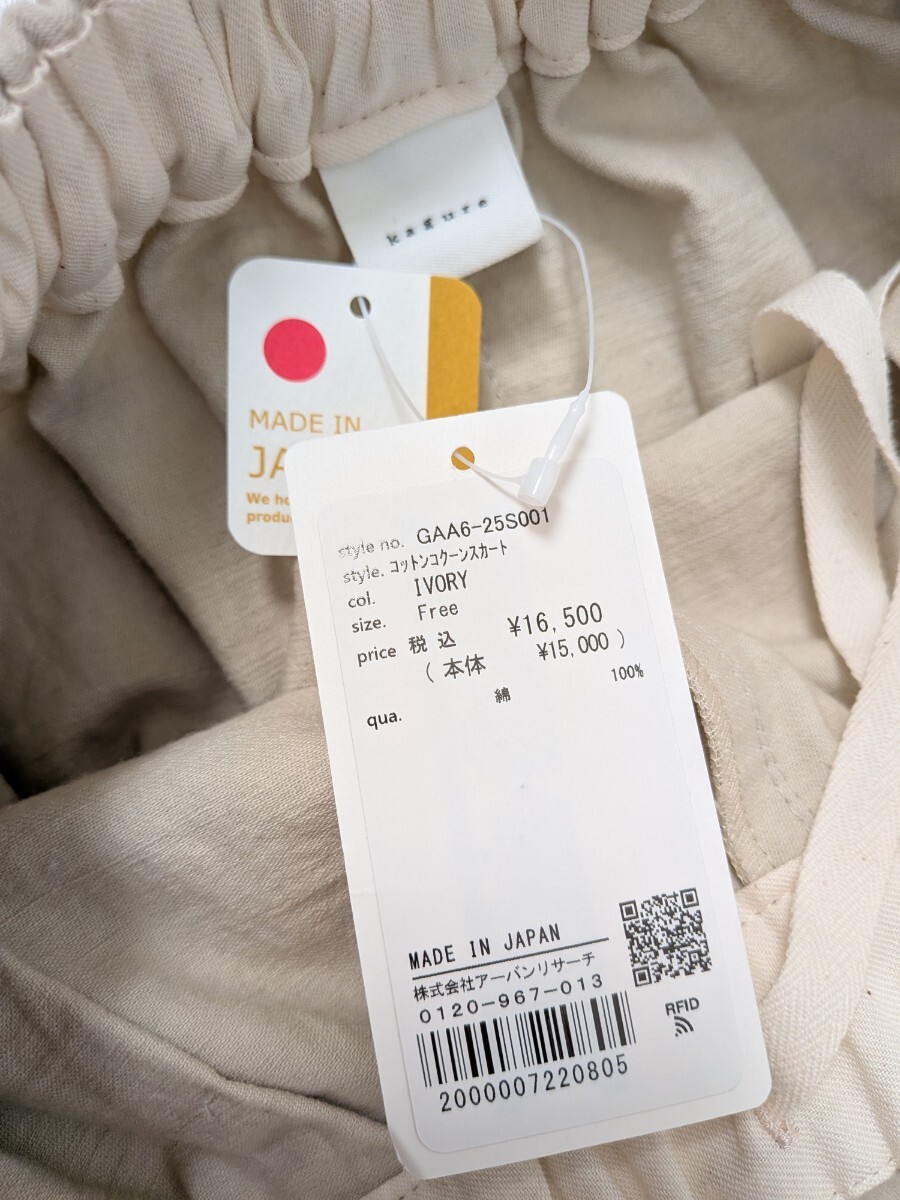 kagure
MADE IN
JA
We ho
produ
style no. GAA6-25S001
style. コットンコクーンスカート
col. IVORY
size. Free
price 税込 ¥16,500
( 本体 ¥15,000 )
qua. 綿 100%
MADE IN JAPAN
株式会社アーバンリサーチ
0120-967-013
RFID
2000007220805